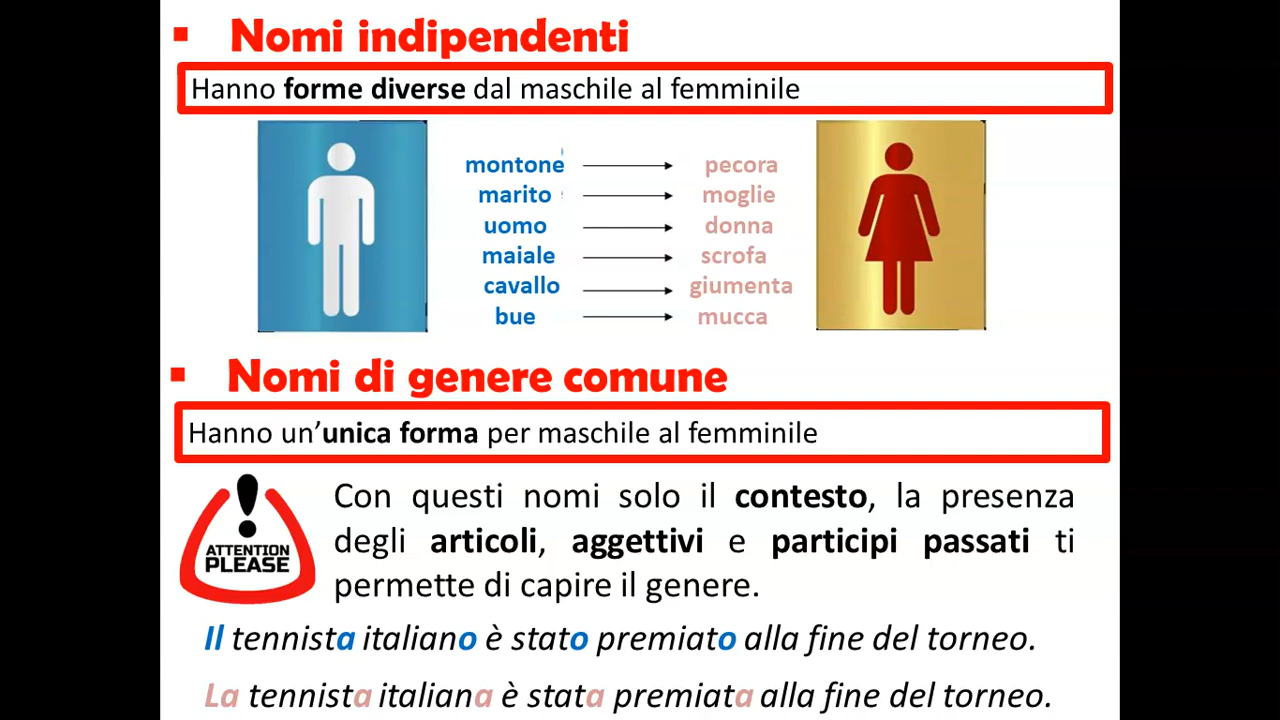 Nomi indipendenti
Hanno forme diverse dal maschile al femminile
montone pecora
marito moglie
uomo donna
maiale scrofa
cavallo giumenta
bue mucca
Nomi di genere comune
Hanno un’unica forma per maschile al femminile
ATTENTION
PLEASE
Con questi nomi solo il contesto, la presenza
degli articoli, aggettivi e participi passati ti
permette di capire il genere.
Il tennista italiano è stato premiato alla fine del torneo.
La tennista italiana è stata premiata alla fine del torneo.